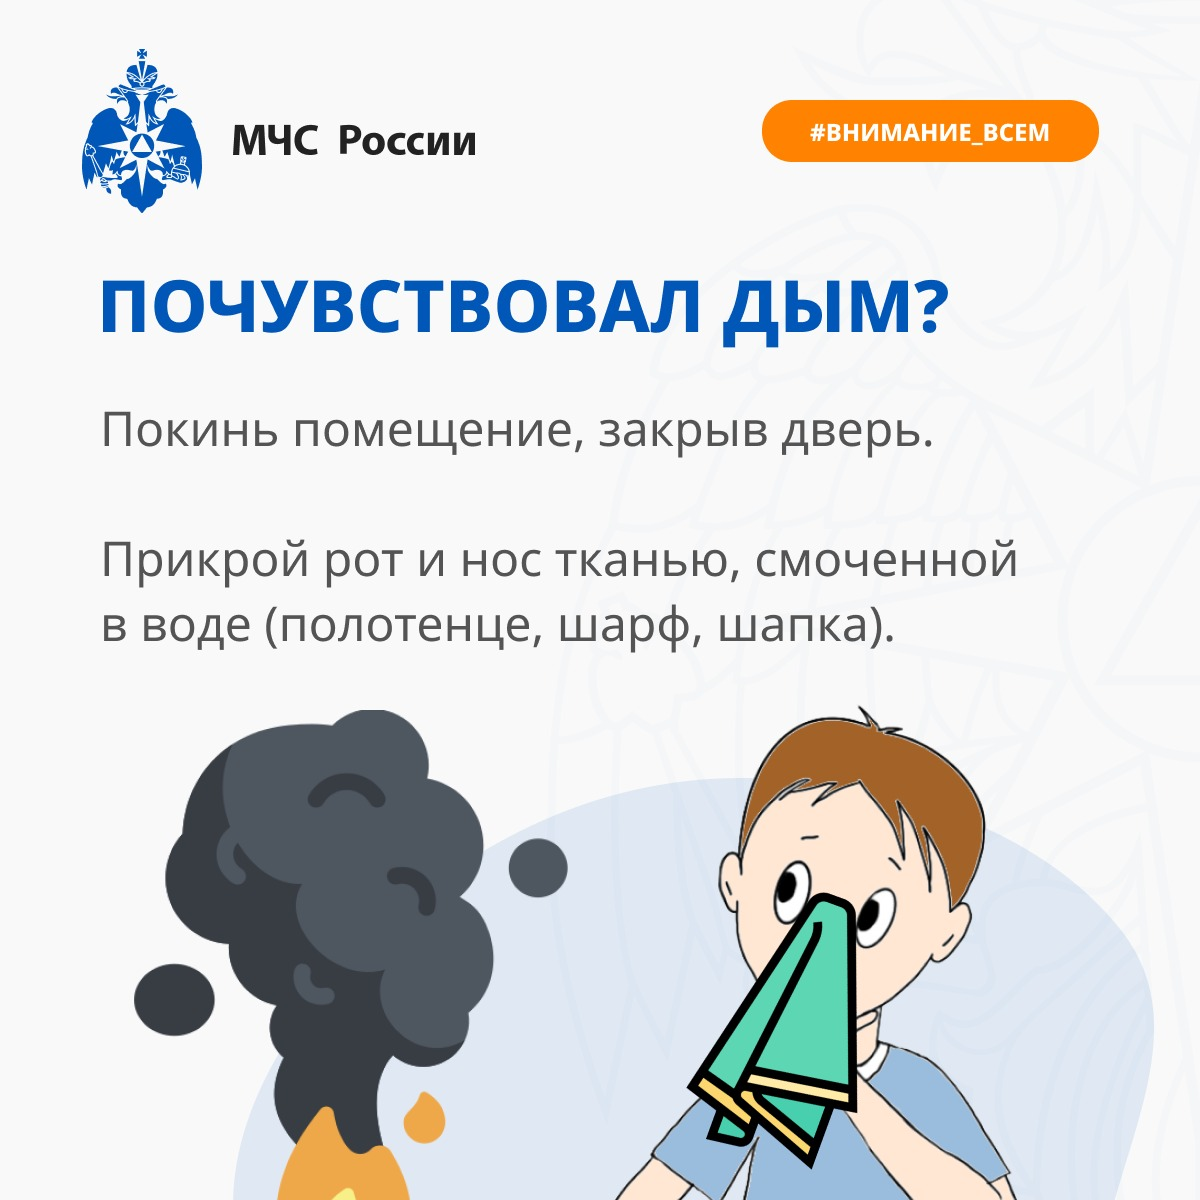 МЧС России
#ВНИМАНИЕ_ВСЕМ
ПОЧУВСТВОВАЛ ДЫМ?
Покинь помещение, закрыв дверь.
Прикрой рот и нос тканью, смоченной
в воде (полотенце, шарф, шапка).